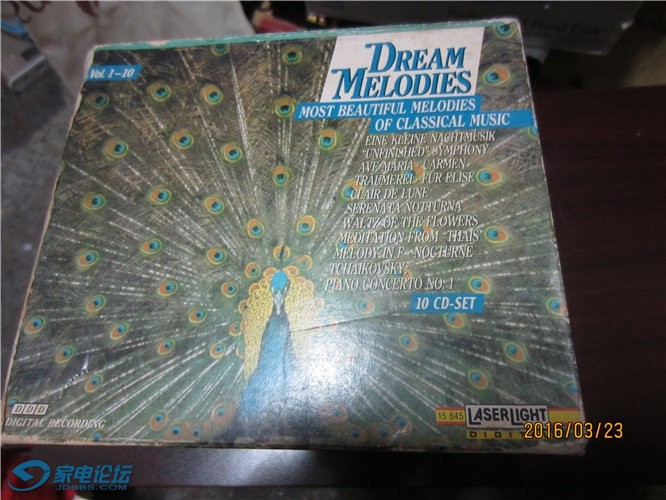 Vol. 1-10
DREAM
MELODIES
MOST BEAUTIFUL MELODIES
OF CLASSICAL MUSIC
EINE KLEINE NACHTMUSIK
"UNFINISHED" SYMPHONY
AVE MARIA · CARMEN
TRÄUMEREI · FÜR ELISE
CLAIR DE LUNE
SERENATA NOTTURNA
WALTZ OF THE FLOWERS
MEDITATION FROM "THAIS"
MELODY IN F · NOCTURNE
TCHAIKOVSKY:
PIANO CONCERTO NO. 1
10 CD-SET
DDD
DIGITAL RECORDING
15 845
LASERLIGHT
DIGITAL
2016/03/23
家电论坛
JDBBS.COM